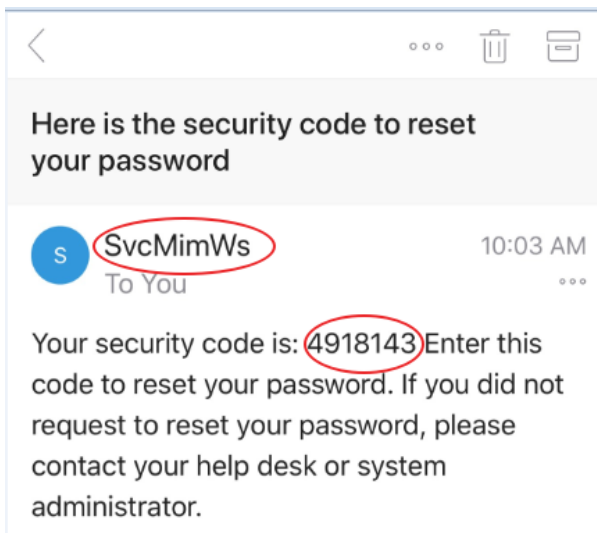 Here is the security code to reset
your password
S
SvcMimWs
10:03 AM
To You
Your security code is: 4918143 Enter this
code to reset your password. If you did not
request to reset your password, please
contact your help desk or system
administrator.